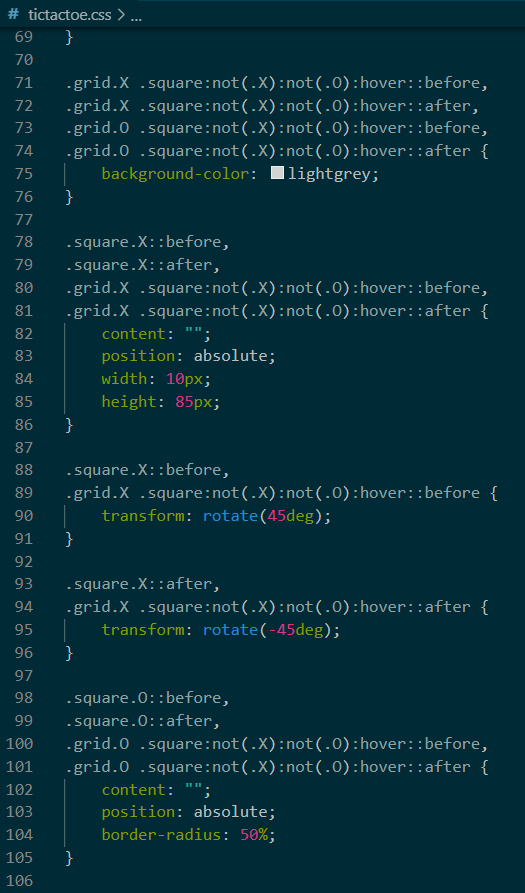 # tictactoe.css > ...
69 }
70
71 .grid.X .square:not(.X):not(.O):hover::before,
72 .grid.X .square:not(.X):not(.O):hover::after,
73 .grid.O .square:not(.X):not(.O):hover::before,
74 .grid.O .square:not(.X):not(.O):hover::after {
75     background-color: lightgrey;
76 }
77
78 .square.X::before,
79 .square.X::after,
80 .grid.X .square:not(.X):not(.O):hover::before,
81 .grid.X .square:not(.X):not(.O):hover::after {
82     content: "";
83     position: absolute;
84     width: 10px;
85     height: 85px;
86 }
87
88 .square.X::before,
89 .grid.X .square:not(.X):not(.O):hover::before {
90     transform: rotate(45deg);
91 }
92
93 .square.X::after,
94 .grid.X .square:not(.X):not(.O):hover::after {
95     transform: rotate(-45deg);
96 }
97
98 .square.O::before,
99 .square.O::after,
100 .grid.O .square:not(.X):not(.O):hover::before,
101 .grid.O .square:not(.X):not(.O):hover::after {
102     content: "";
103     position: absolute;
104     border-radius: 50%;
105 }
106